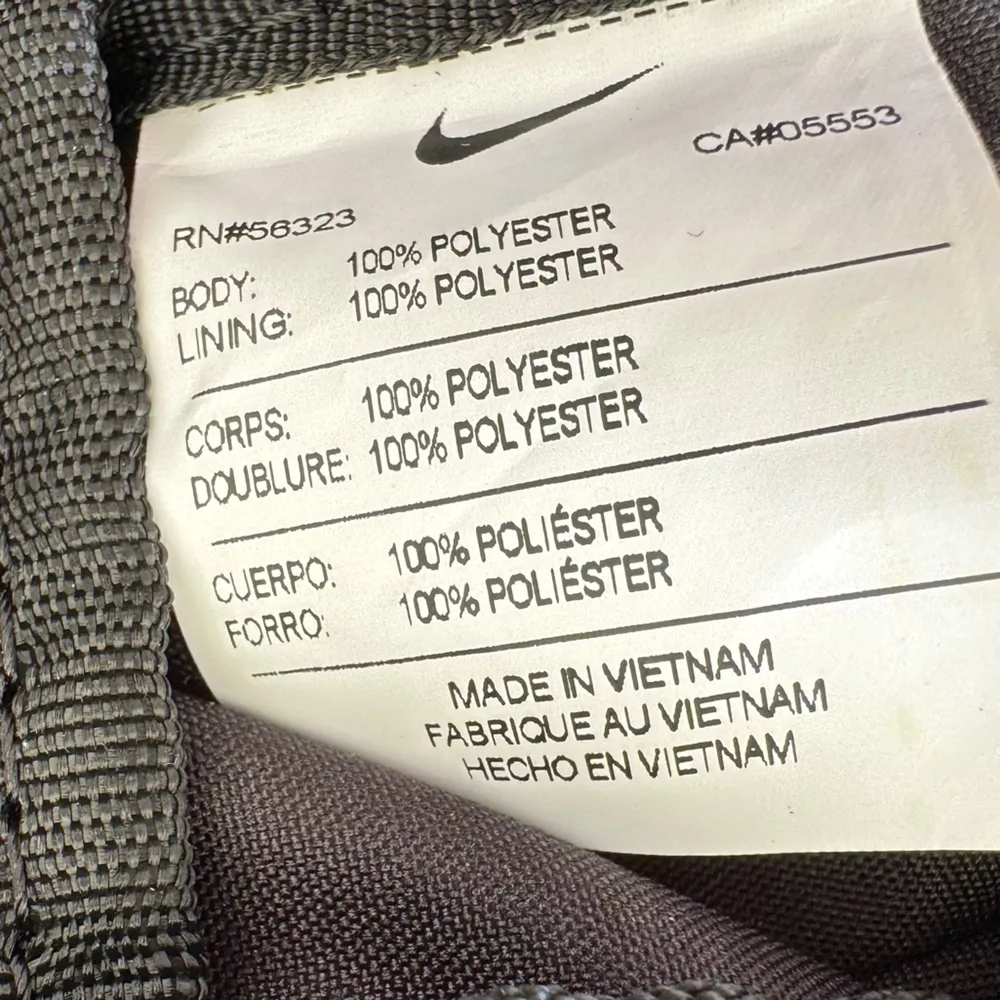 CA#05553
RN#56323
BODY: 100% POLYESTER
LINING: 100% POLYESTER
CORPS: 100% POLYESTER
DOUBLURE: 100% POLYESTER
CUERPO: 100% POLIÉSTER
FORRO: 100% POLIÉSTER
MADE IN VIETNAM
FABRIQUE AU VIETNAM
HECHO EN VIETNAM